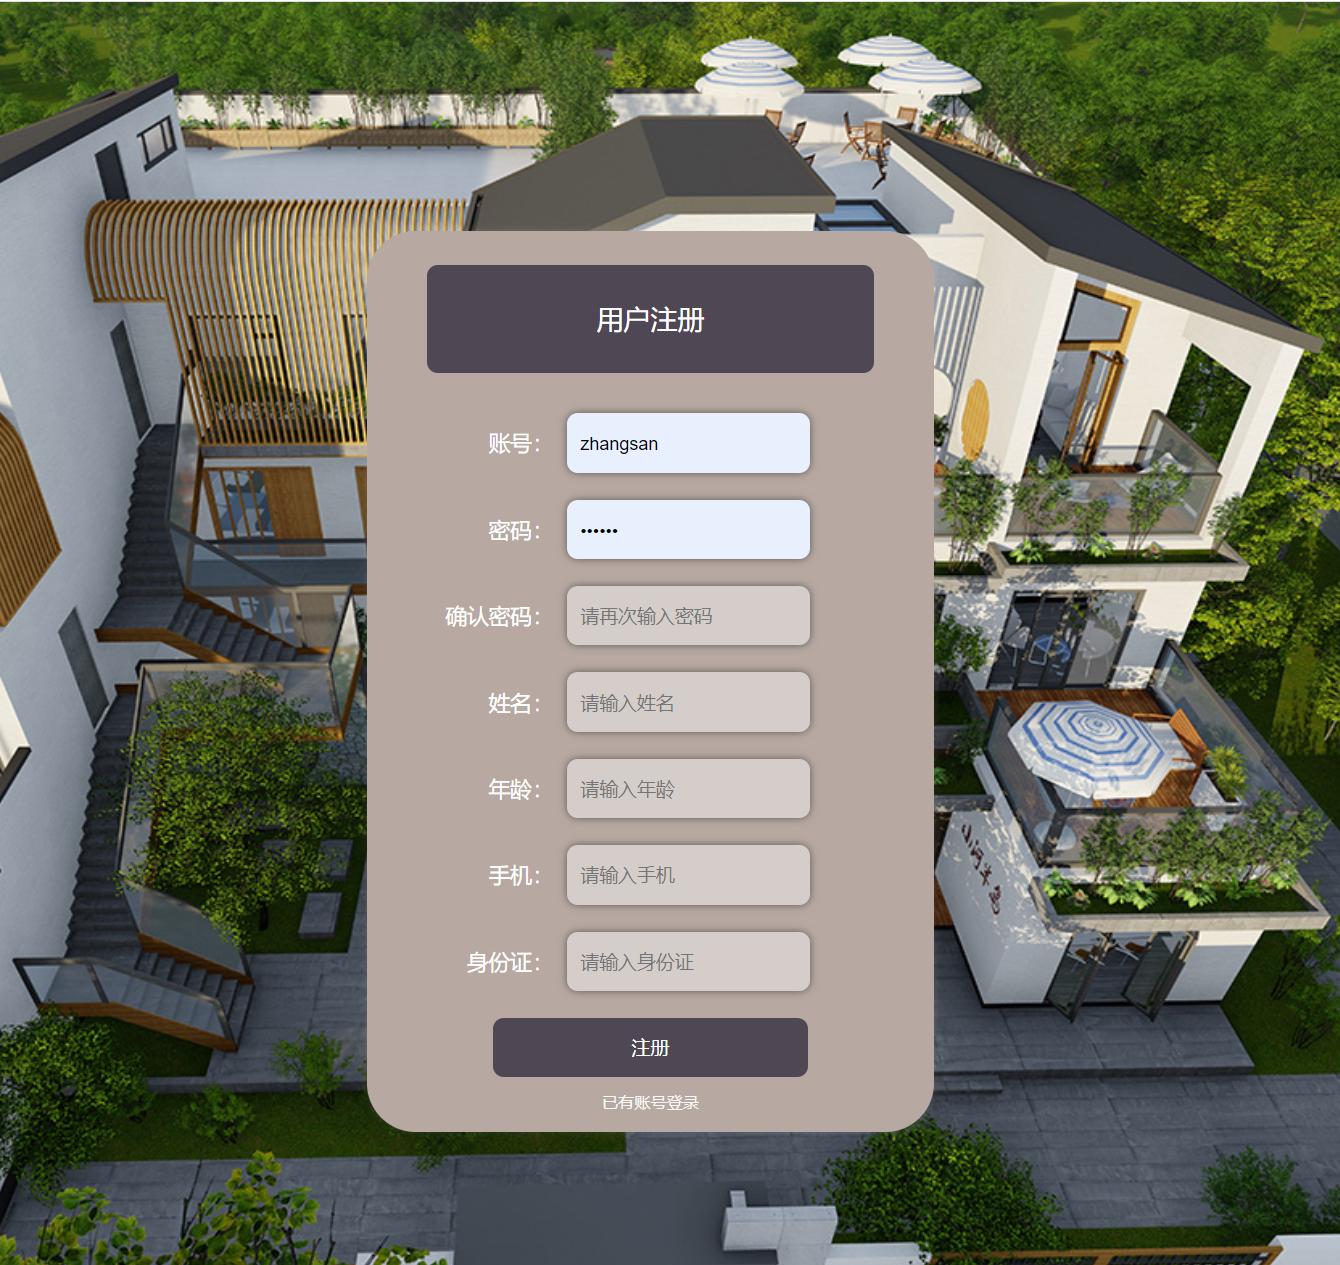 用户注册
账号：
zhangsan
密码：
••••••
确认密码：
请再次输入密码
姓名：
请输入姓名
年龄：
请输入年龄
手机：
请输入手机
身份证：
请输入身份证
注册
已有账号登录